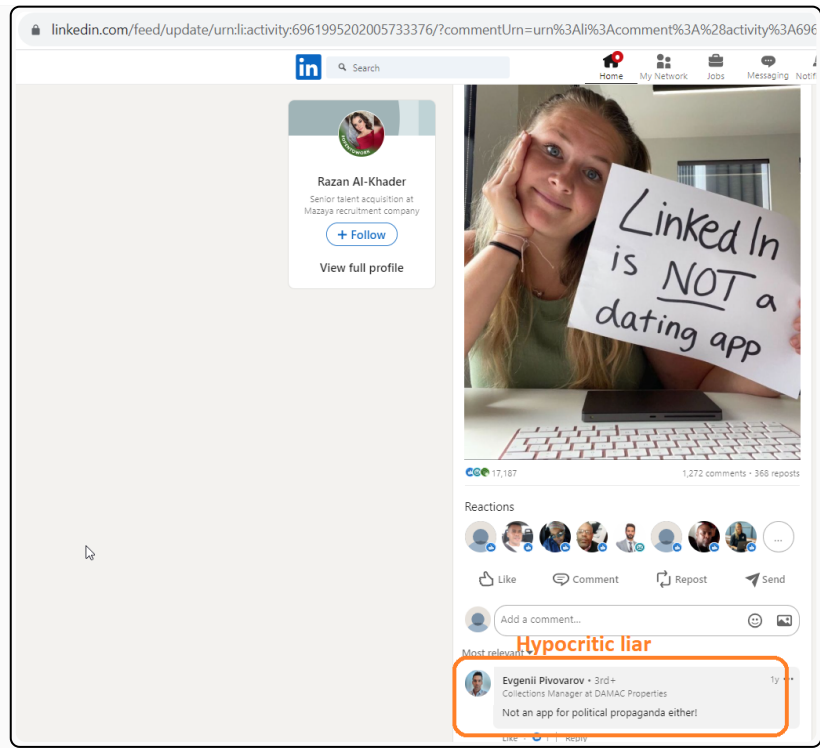 linkedin.com/feed/update/urn:li:activity:6961995202005733376/?commentUrn=urn%3Ali%3Acomment%3A%28activity%3A696
in
Search
Home
My Network
Jobs
Messaging
Notifi
Razan Al-Khader
Senior talent acquisition at
Mazaya recruitment company
+ Follow
View full profile
LinkedIn
is NOT a
dating app
17,187
1,272 comments • 368 reposts
Reactions
...
Like
Comment
Repost
Send
Add a comment...
Hypocritic liar
Most relevant
Evgenii Pivovarov • 3rd+
1y
Collections Manager at DAMAC Properties
Not an app for political propaganda either!
Like
Reply